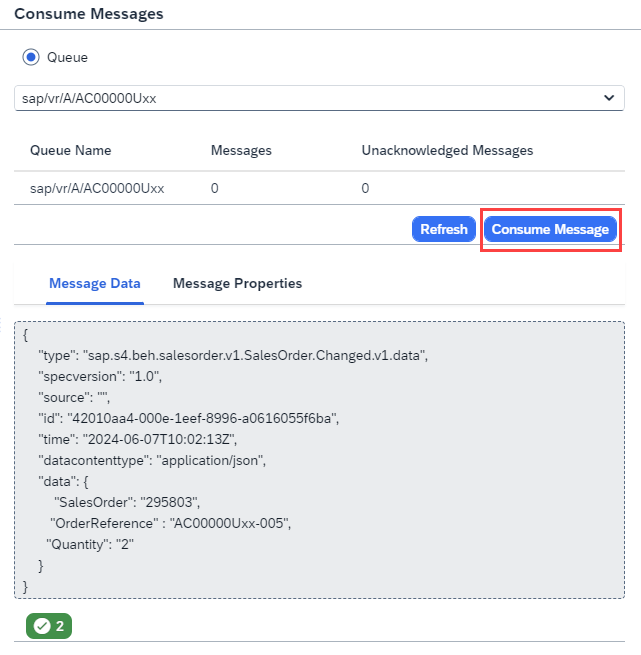 Consume Messages
Queue
sap/vr/A/AC00000Uxx
Queue Name Messages Unacknowledged Messages
sap/vr/A/AC00000Uxx 0 0
Refresh Consume Message
Message Data Message Properties
{
"type": "sap.s4.beh.salesorder.v1.SalesOrder.Changed.v1.data",
"specversion": "1.0",
"source": "",
"id": "42010aa4-000e-1eef-8996-a0616055f6ba",
"time": "2024-06-07T10:02:13Z",
"datacontenttype": "application/json",
"data": {
"SalesOrder": "295803",
"OrderReference" : "AC00000Uxx-005",
"Quantity": "2"
}
}
2